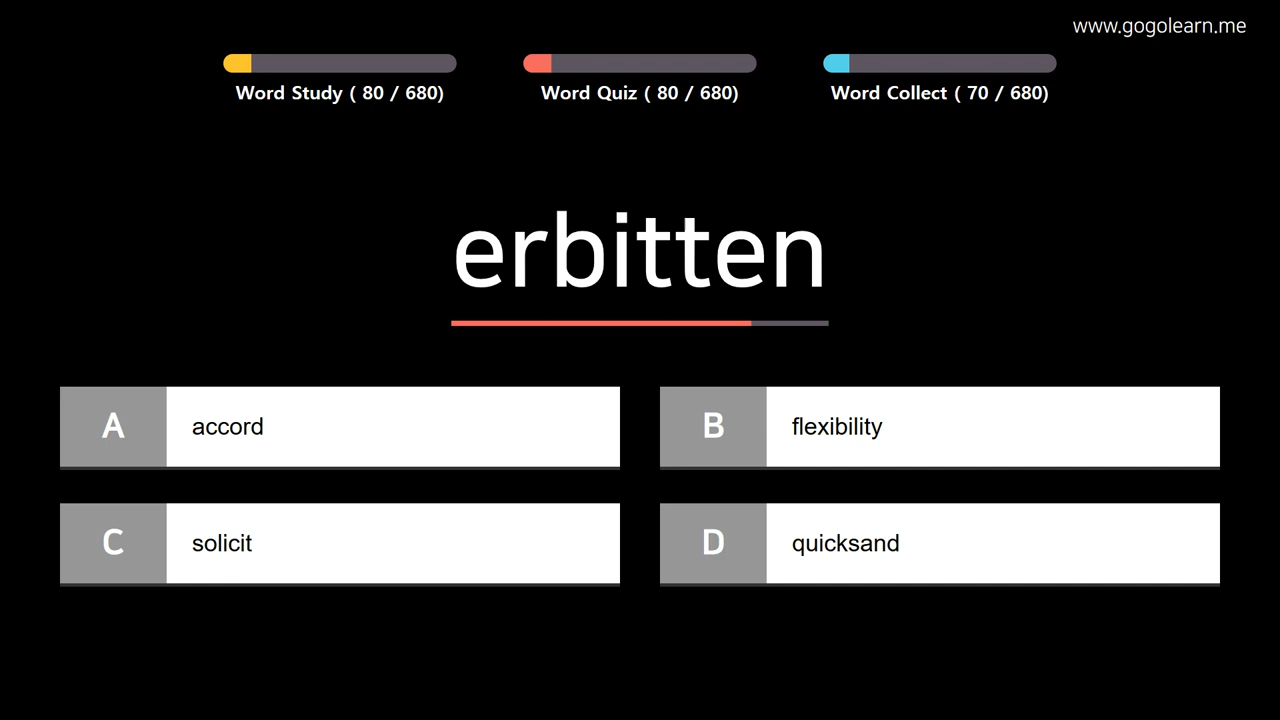 www.gogolearn.me
Word Study ( 80 / 680)
Word Quiz ( 80 / 680)
Word Collect ( 70 / 680)
erbitten
A accord
B flexibility
C solicit
D quicksand